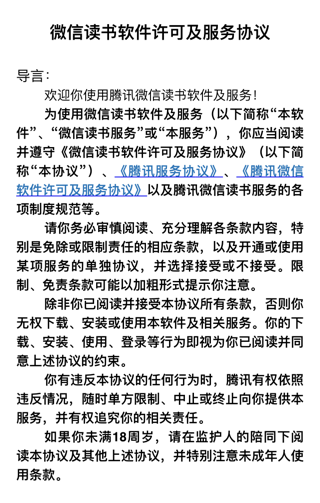 微信读书软件许可及服务协议
导言：
欢迎你使用腾讯微信读书软件及服务！
为使用微信读书软件及服务（以下简称“本软
件”、“微信读书服务”或“本服务”），你应当阅读
并遵守《微信读书软件许可及服务协议》（以下简
称“本协议”）、《腾讯服务协议》、《腾讯微信
软件许可及服务协议》以及腾讯微信读书服务的各
项制度规范等。
请你务必审慎阅读、充分理解各条款内容，特
别是免除或限制责任的相应条款，以及开通或使用
某项服务的单独协议，并选择接受或不接受。限
制、免责条款可能以加粗形式提示你注意。
除非你已阅读并接受本协议所有条款，否则你
无权下载、安装或使用本软件及相关服务。你的下
载、安装、使用、登录等行为即视为你已阅读并同
意上述协议的约束。
你有违反本协议的任何行为时，腾讯有权依照
违反情况，随时单方限制、中止或终止向你提供本
服务，并有权追究你的相关责任。
如果你未满18周岁，请在监护人的陪同下阅
读本协议及其他上述协议，并特别注意未成年人使
用条款。